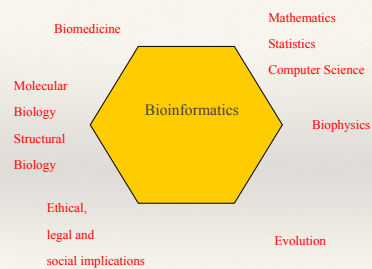 Biomedicine
Mathematics
Statistics
Computer Science
Molecular
Biology
Structural
Biology
Bioinformatics
Biophysics
Ethical,
legal and
social implications
Evolution